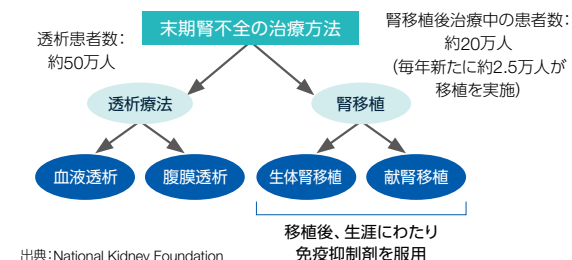 末期腎不全の治療方法
透析患者数：
約50万人
腎移植後治療中の患者数：
約20万人
（毎年新たに約2.5万人が
移植を実施）
透析療法
腎移植
血液透析
腹膜透析
生体腎移植
献腎移植
移植後、生涯にわたり
免疫抑制剤を服用
出典：National Kidney Foundation